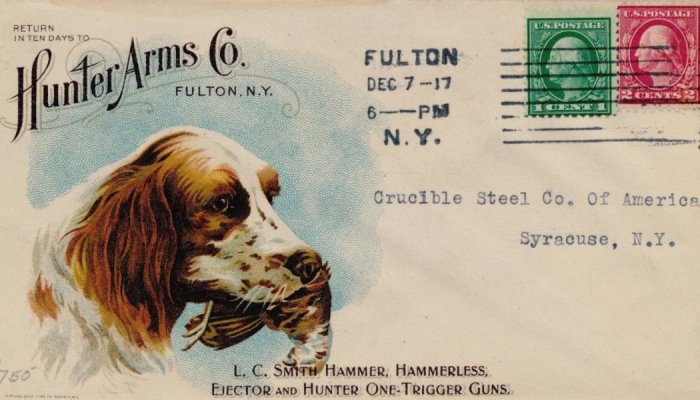 RETURN
IN TEN DAYS TO
Hunter Arms Co.
FULTON, N.Y.
FULTON
DEC 7-17
6--PM
N.Y.
U.S. POSTAGE
1 CENT 1
U.S. POSTAGE
2 CENTS 2
Crucible Steel Co. Of America
Syracuse, N.Y.
L. C. SMITH HAMMER, HAMMERLESS,
EJECTOR AND HUNTER ONE-TRIGGER GUNS.
750